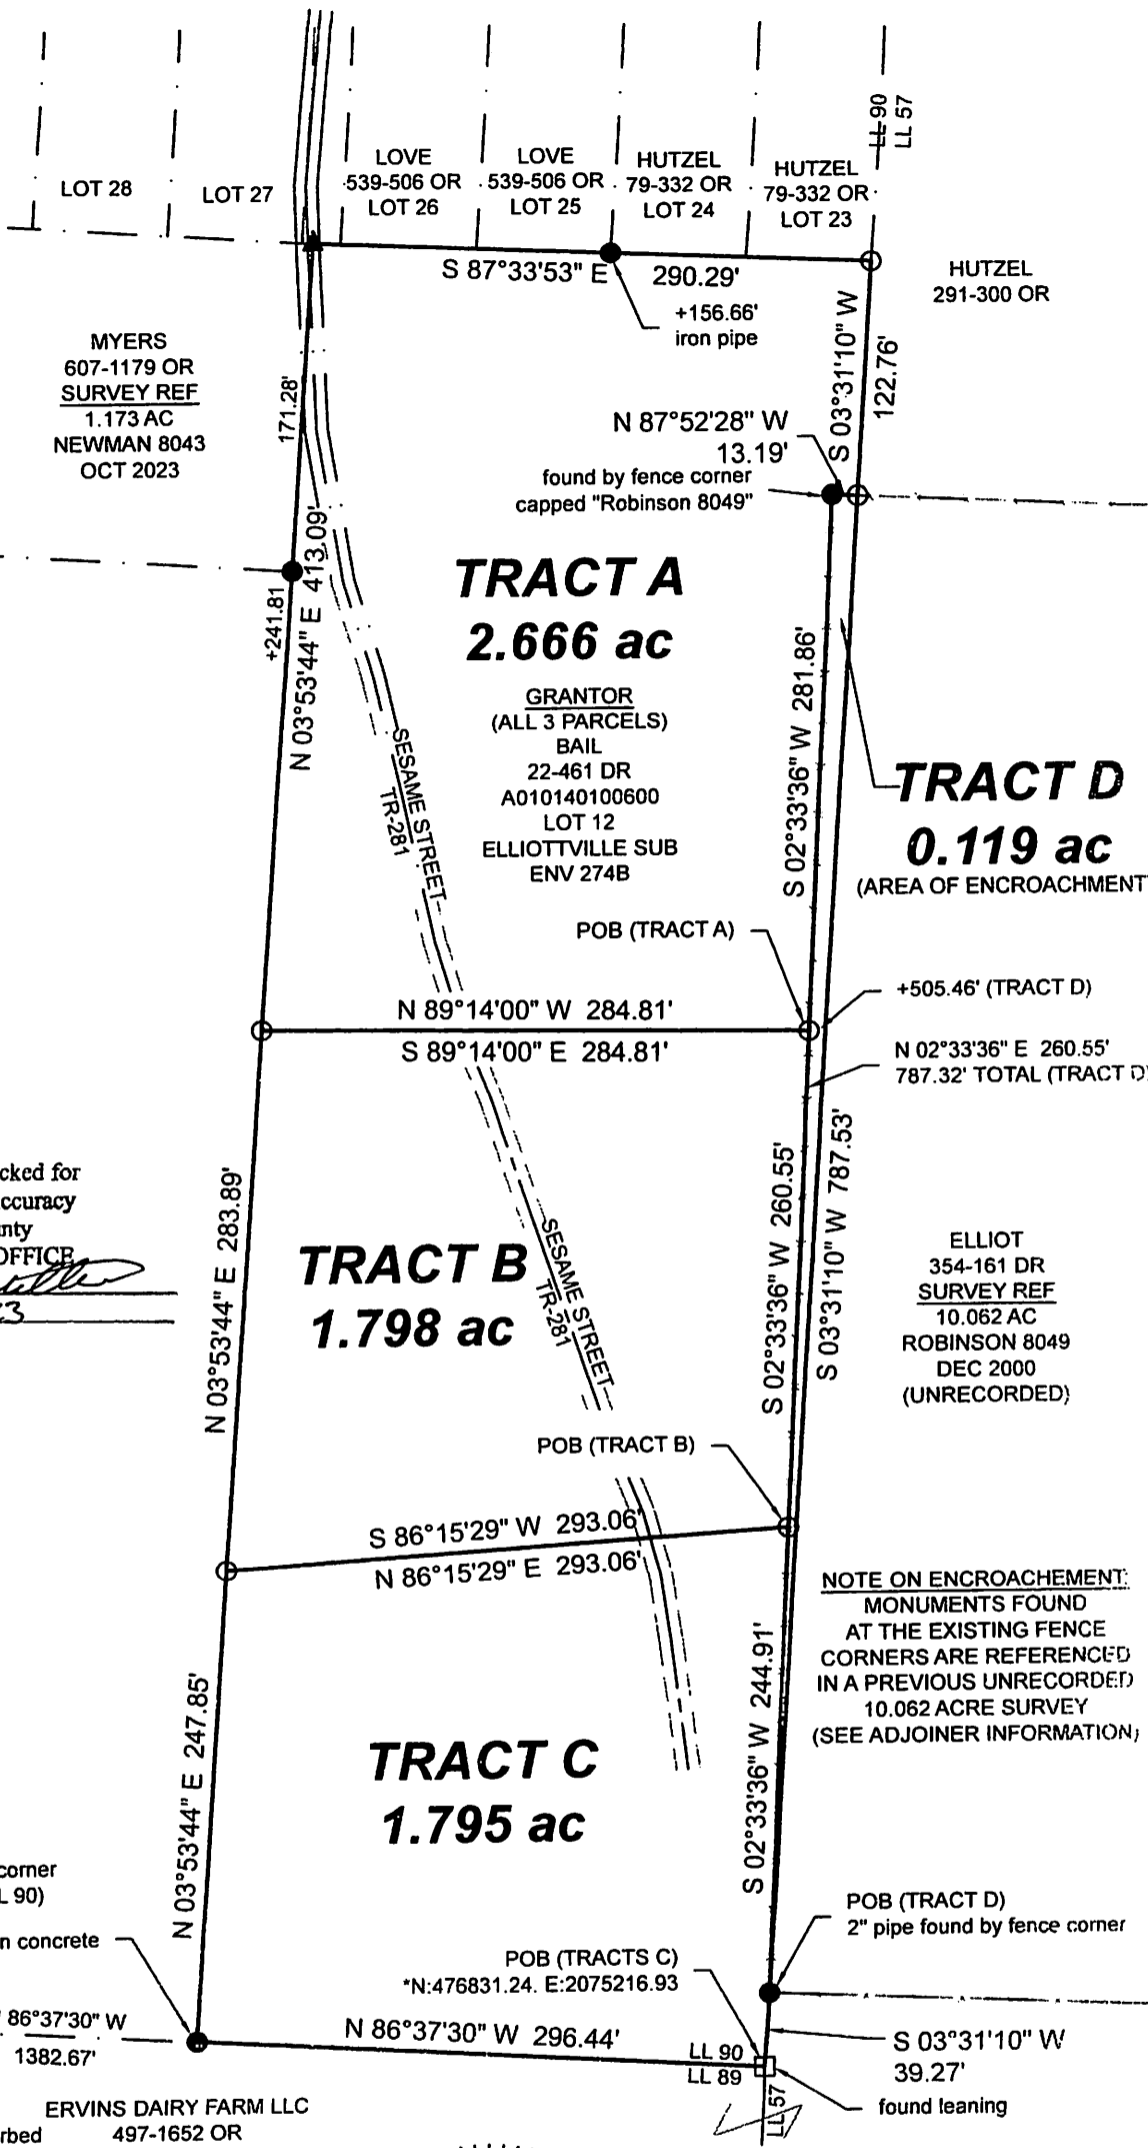 LL 90
LL 57
LOT 28
LOT 27
LOVE
539-506 OR
LOT 26
LOVE
539-506 OR
LOT 25
HUTZEL
79-332 OR
LOT 24
HUTZEL
79-332 OR
LOT 23
S 87°33'53" E 290.29'
+156.66'
iron pipe
HUTZEL
291-300 OR
MYERS
607-1179 OR
SURVEY REF
1.173 AC
NEWMAN 8043
OCT 2023
171.28'
S 03°31'10" W
122.76'
N 87°52'28" W
13.19'
found by fence corner
capped "Robinson 8049"
+241.81
N 03°53'44" E 413.09'
TRACT A
2.666 ac
GRANTOR
(ALL 3 PARCELS)
BAIL
22-461 DR
A010140100600
LOT 12
ELLIOTTVILLE SUB
ENV 274B
SESAME STREET
TR-281
S 02°33'36" W 281.86'
TRACT D
0.119 ac
(AREA OF ENCROACHMENT
POB (TRACT A)
+505.46' (TRACT D)
N 89°14'00" W 284.81'
S 89°14'00" E 284.81'
N 02°33'36" E 260.55'
787.32' TOTAL (TRACT D)
cked for
ccuracy
nty
OFFICE
N 03°53'44" E 283.89'
TRACT B
1.798 ac
SESAME STREET
TR-281
S 02°33'36" W 260.55'
S 03°31'10" W 787.53'
ELLIOT
354-161 DR
SURVEY REF
10.062 AC
ROBINSON 8049
DEC 2000
(UNRECORDED)
POB (TRACT B)
S 86°15'29" W 293.06'
N 86°15'29" E 293.06'
NOTE ON ENCROACHEMENT:
MONUMENTS FOUND
AT THE EXISTING FENCE
CORNERS ARE REFERENCED
IN A PREVIOUS UNRECORDED
10.062 ACRE SURVEY
(SEE ADJOINER INFORMATION)
N 03°53'44" E 247.85'
TRACT C
1.795 ac
S 02°33'36" W 244.91'
corner
L 90)
n concrete
POB (TRACT D)
2" pipe found by fence corner
POB (TRACTS C)
*N:476831.24. E:2075216.93
86°37'30" W
1382.67'
N 86°37'30" W 296.44'
LL 90
LL 89
LL 57
S 03°31'10" W
39.27'
found leaning
ERVINS DAIRY FARM LLC
497-1652 OR
rbed